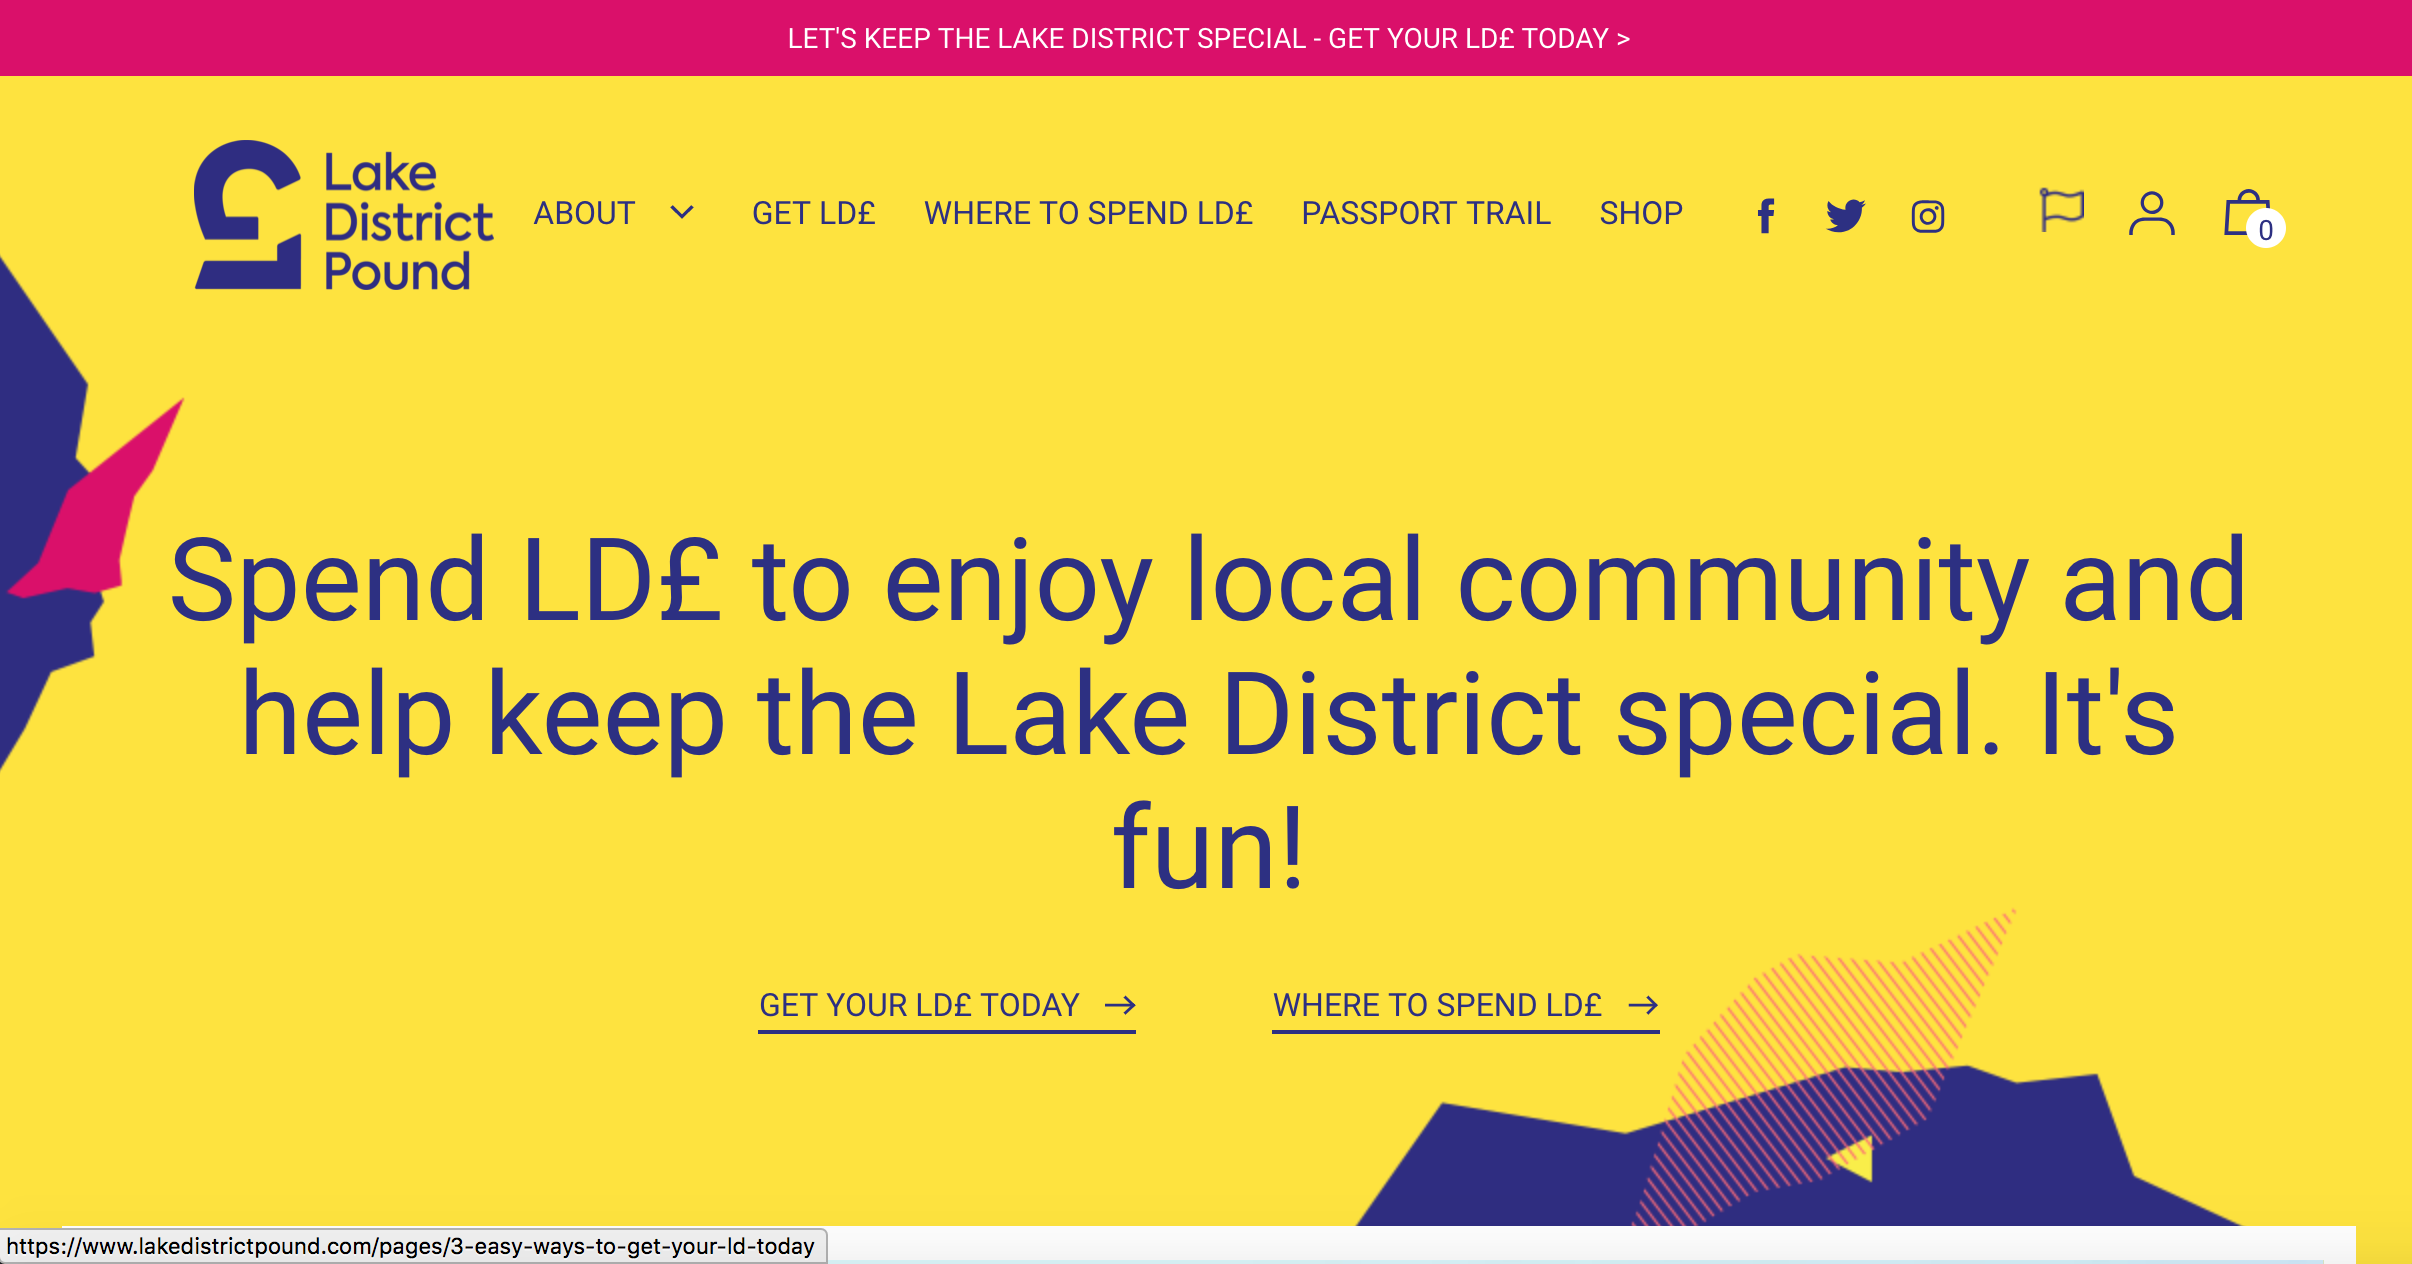 LET'S KEEP THE LAKE DISTRICT SPECIAL - GET YOUR LD£ TODAY >
Lake
District
Pound
ABOUT GET LD£ WHERE TO SPEND LD£ PASSPORT TRAIL SHOP 0
Spend LD£ to enjoy local community and
help keep the Lake District special. It's
fun!
GET YOUR LD£ TODAY → WHERE TO SPEND LD£ →
https://www.lakedistrictpound.com/pages/3-easy-ways-to-get-your-ld-today